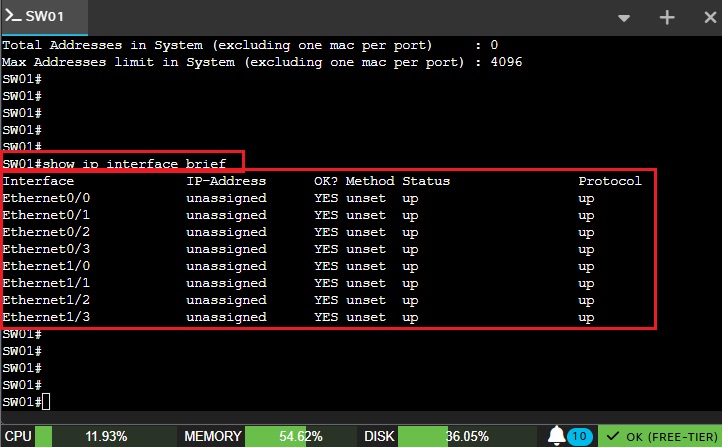 SW01
Total Addresses in System (excluding one mac per port)     : 0
Max Addresses limit in System (excluding one mac per port) : 4096
SW01#
SW01#
SW01#
SW01#
SW01#
SW01#show ip interface brief
Interface              IP-Address      OK? Method Status                Protocol
Ethernet0/0            unassigned      YES unset  up                    up
Ethernet0/1            unassigned      YES unset  up                    up
Ethernet0/2            unassigned      YES unset  up                    up
Ethernet0/3            unassigned      YES unset  up                    up
Ethernet1/0            unassigned      YES unset  up                    up
Ethernet1/1            unassigned      YES unset  up                    up
Ethernet1/2            unassigned      YES unset  up                    up
Ethernet1/3            unassigned      YES unset  up                    up
SW01#
SW01#
SW01#
SW01#
SW01#
CPU 11.93% MEMORY 54.62% DISK 36.05% 10 OK (FREE-TIER)